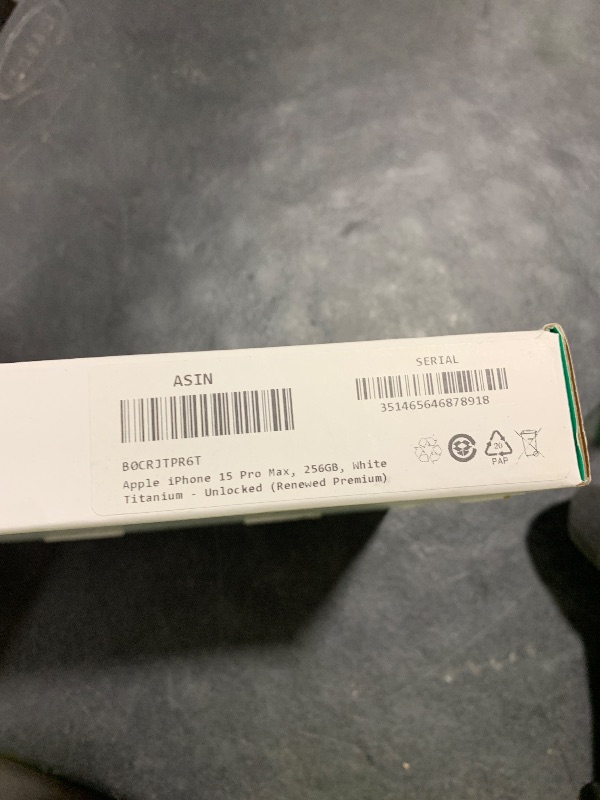 ASIN
SERIAL
351465646878918
B0CRJTPR6T
Apple iPhone 15 Pro Max, 256GB, White
Titanium - Unlocked (Renewed Premium)
20
PAP